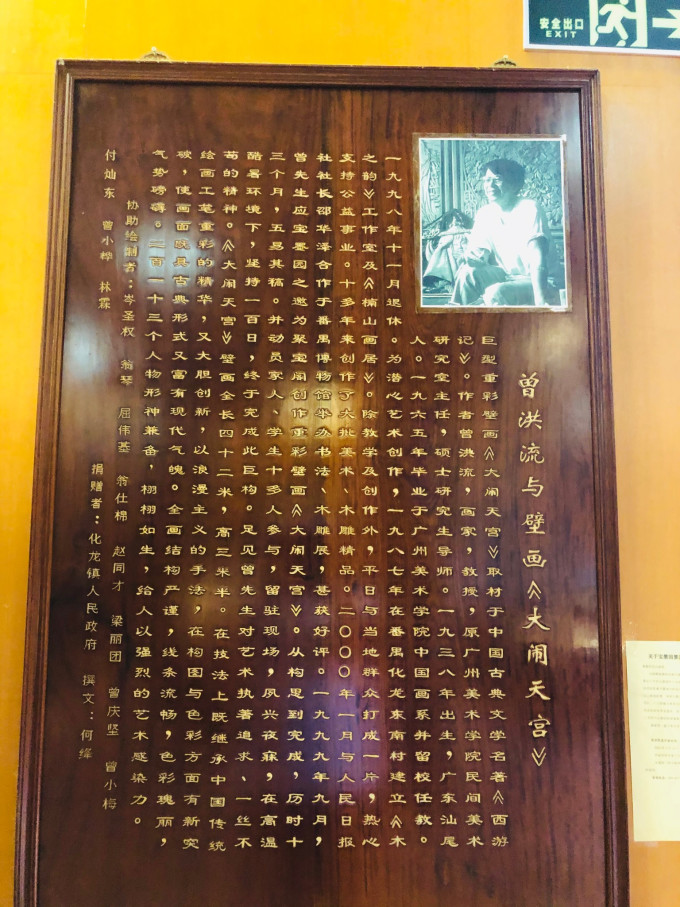 安全出口
EXIT
曾洪流与壁画《大闹天宫》
巨型重彩壁画《大闹天宫》取材于中国古典文学名著《西游
记》。作者曾洪流，画家，教授，原广州美术学院民间美术
研究室主任，硕士研究生导师。一九三八年出生，广东汕尾
人。一九六五年毕业于广州美术学院中国画系并留校任教。
一九九八年十一月退休。为潜心艺术创作，一九八七年在番禺化龙东南村建立《木
之韵》工作室及《楠山画居》。除教学及创作外，平日与当地群众打成一片，热心
支持公益事业。十多年来创作了大批美术、木雕精品。二〇〇〇年一月与人民日报
社社长邵华泽合作于番禺博物馆举办书法、木雕展，甚获好评。一九九九年九月，
曾先生应宝墨园之邀为聚宝阁创作重彩壁画《大闹天宫》。从构思到完成，历时十
三个月，五易其稿。并动员家人、学生十多人参与，留驻现场，夙兴夜寐，在高温
酷暑环境下，坚持一百日，终于完成此巨构。足见曾先生对艺术执著追求、一丝不
苟的精神。《大闹天宫》壁画全长四十二米，高三米半。在技法上既继承中国传统
绘画工笔重彩的精华，又大胆创新，以浪漫主义的手法，在构图与色彩方面有新突
破，使画面既具古典形式又富有现代气魄。全画结构严谨，线条流畅，色彩瑰丽，
气势磅礴。二百一十三个人物形神兼备，栩栩如生，给人以强烈的艺术感染力。
协助绘制者：岑圣权 翁琴 屈伟基 翁仕棉 赵同才 梁丽团 曾庆坚 曾小梅
付灿东 曾小桦 林霖
捐赠者：化龙镇人民政府 撰文：何绎